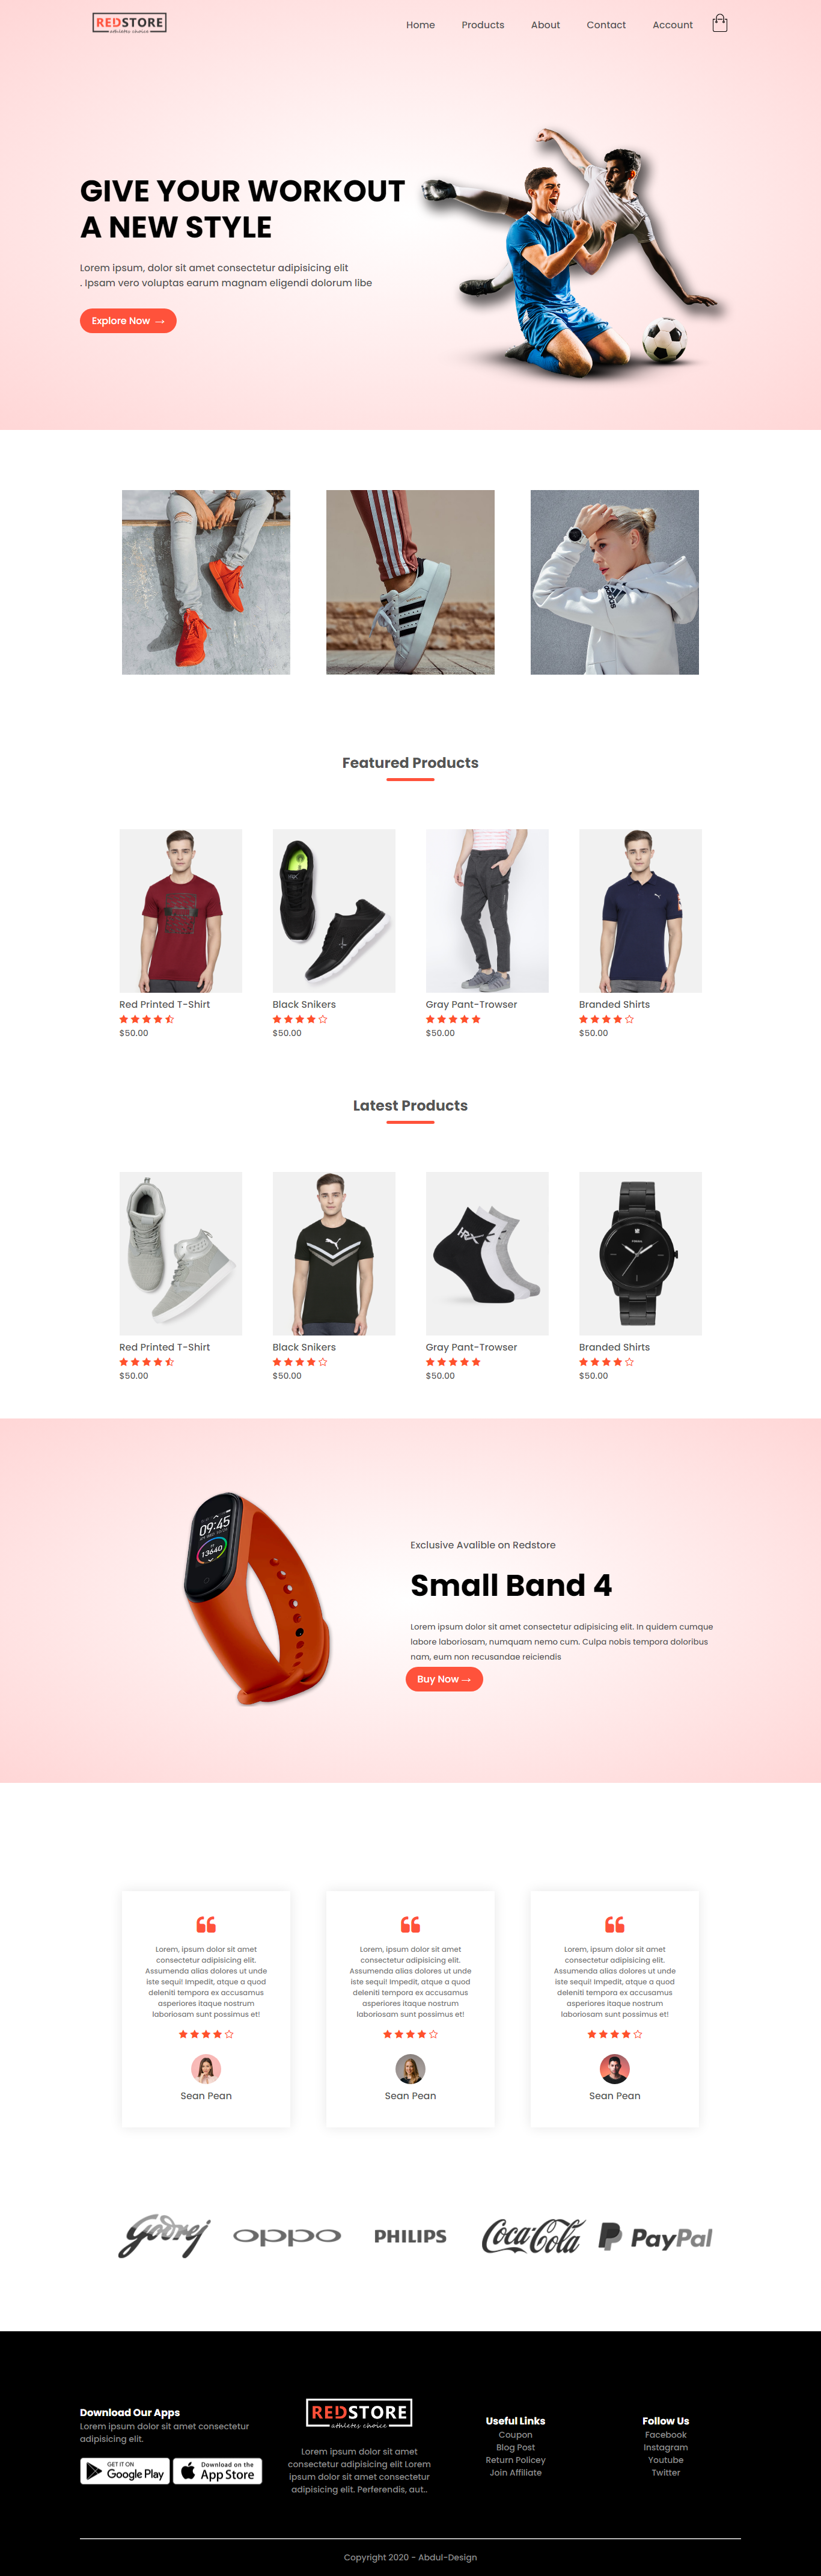 REDSTORE
athletes choice
Home
Products
About
Contact
Account
GIVE YOUR WORKOUT
A NEW STYLE
Lorem ipsum, dolor sit amet consectetur adipisicing elit
. Ipsam vero voluptas earum magnam eligendi dolorum libe
Explore Now →
adidas
Featured Products
Red Printed T-Shirt
$50.00
Black Snikers
$50.00
Gray Pant-Trowser
$50.00
Branded Shirts
$50.00
Latest Products
HRX
Red Printed T-Shirt
$50.00
Black Snikers
$50.00
Gray Pant-Trowser
$50.00
Branded Shirts
$50.00
09:45
13640
Exclusive Avalible on Redstore
Small Band 4
Lorem ipsum dolor sit amet consectetur adipisicing elit. In quidem cumque
labore laboriosam, numquam nemo cum. Culpa nobis tempora doloribus
nam, eum non recusandae reiciendis
Buy Now →
Lorem, ipsum dolor sit amet
consectetur adipisicing elit.
Assumenda alias dolores ut unde
iste sequi! Impedit, atque a quod
deleniti tempora ex accusamus
asperiores itaque nostrum
laboriosam sunt possimus et!
Sean Pean
Lorem, ipsum dolor sit amet
consectetur adipisicing elit.
Assumenda alias dolores ut unde
iste sequi! Impedit, atque a quod
deleniti tempora ex accusamus
asperiores itaque nostrum
laboriosam sunt possimus et!
Sean Pean
Lorem, ipsum dolor sit amet
consectetur adipisicing elit.
Assumenda alias dolores ut unde
iste sequi! Impedit, atque a quod
deleniti tempora ex accusamus
asperiores itaque nostrum
laboriosam sunt possimus et!
Sean Pean
Godrej
oppo
PHILIPS
Coca-Cola
PayPal
Download Our Apps
Lorem ipsum dolor sit amet consectetur
adipisicing elit.
GET IT ON
Google Play
Download on the
App Store
REDSTORE
athletes choice
Lorem ipsum dolor sit amet
consectetur adipisicing elit Lorem
ipsum dolor sit amet consectetur
adipisicing elit. Perferendis, aut..
Useful Links
Coupon
Blog Post
Return Policey
Join Affiliate
Follow Us
Facebook
Instagram
Youtube
Twitter
Copyright 2020 - Abdul-Design